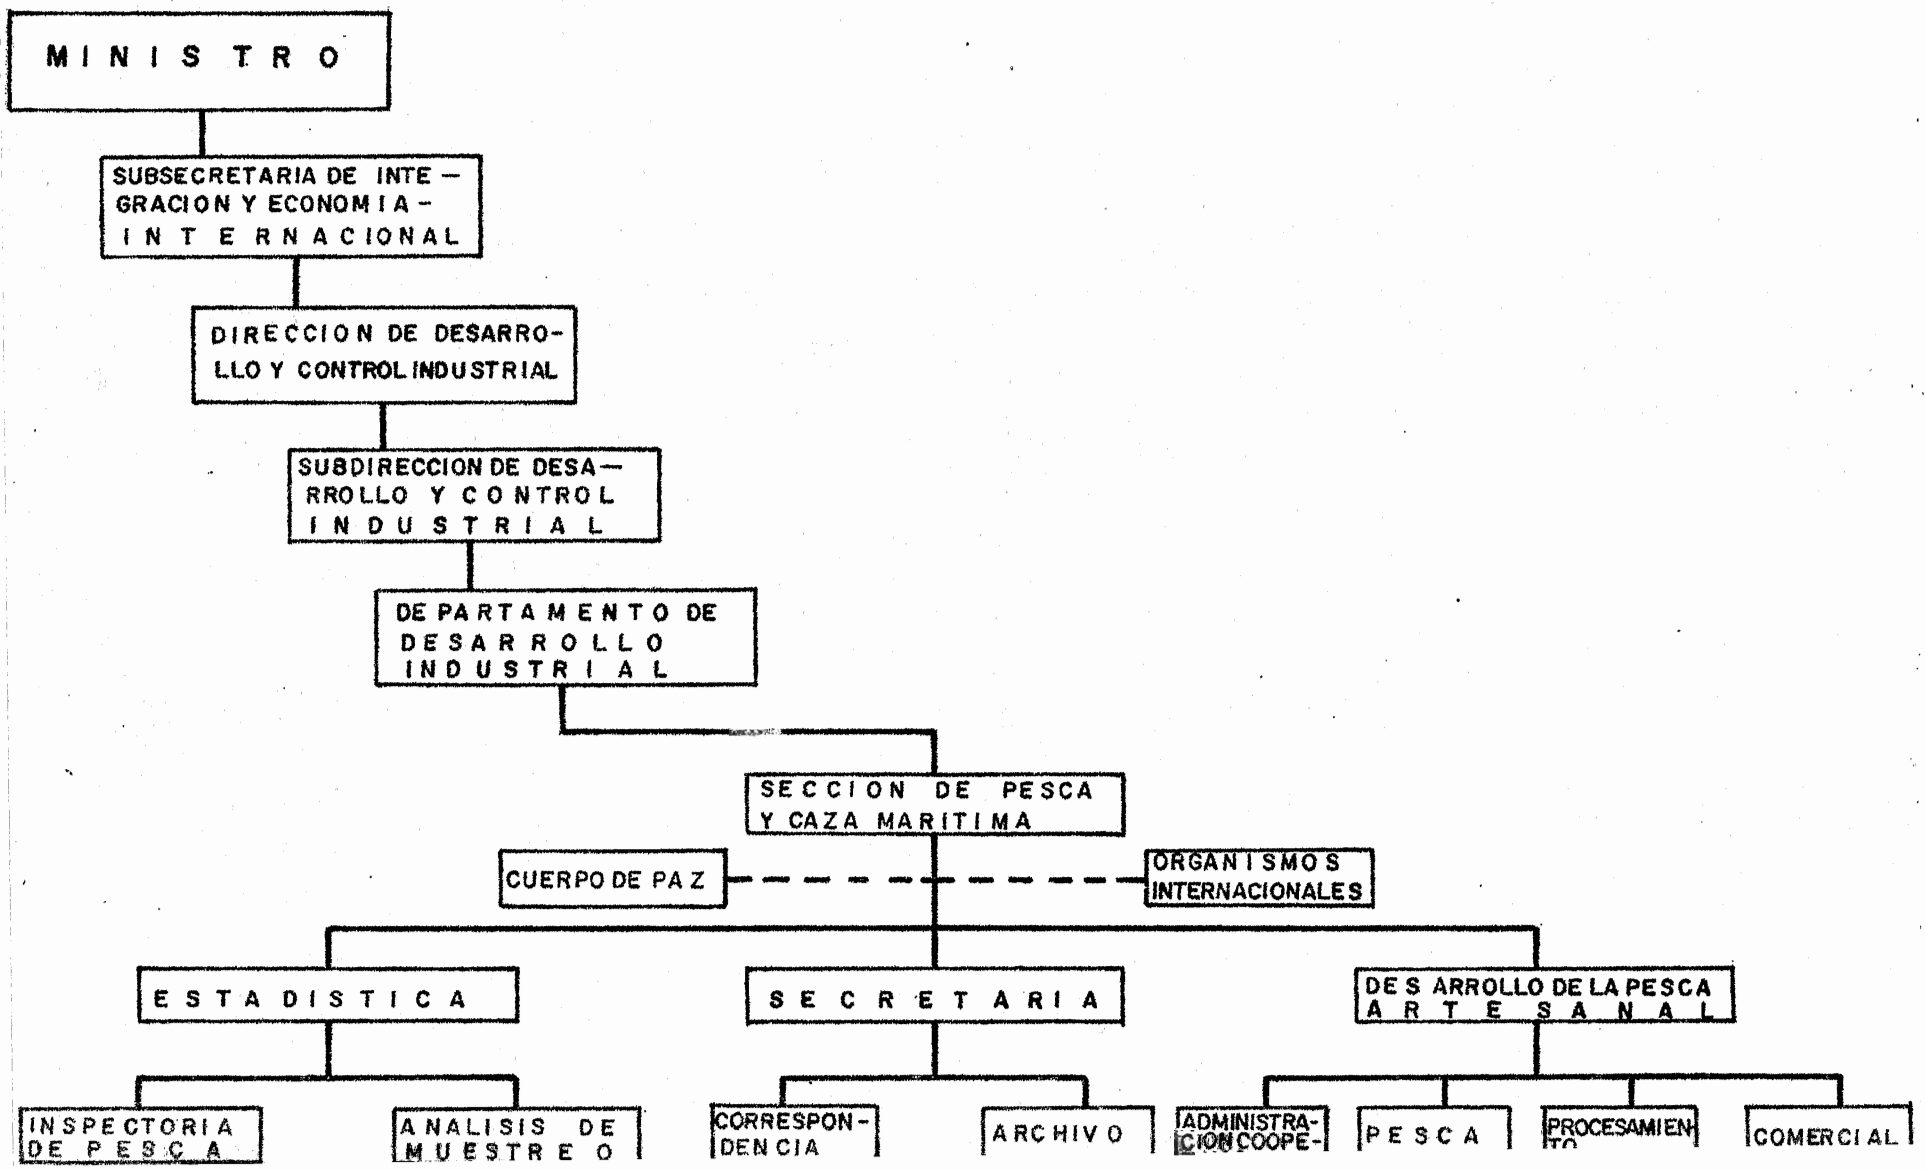 MINISTRO
SUBSECRETARIA DE INTE-
GRACION Y ECONOMIA-
INTERNACIONAL
DIRECCION DE DESARRO-
LLO Y CONTROL INDUSTRIAL
SUBDIRECCION DE DESA-
RROLLO Y CONTROL
INDUSTRIAL
DEPARTAMENTO DE
DESARROLLO
INDUSTRIAL
SECCION DE PESCA
Y CAZA MARITIMA
CUERPO DE PAZ
ORGANISMOS
INTERNACIONALES
ESTADISTICA
SECRETARIA
DESARROLLO DE LA PESCA
ARTESANAL
INSPECTORIA
DE PESCA
ANALISIS DE
MUESTREO
CORRESPON-
DENCIA
ARCHIVO
ADMINISTRA-
CION COOPE-
PESCA
PROCESAMIEN-
TO
COMERCIAL